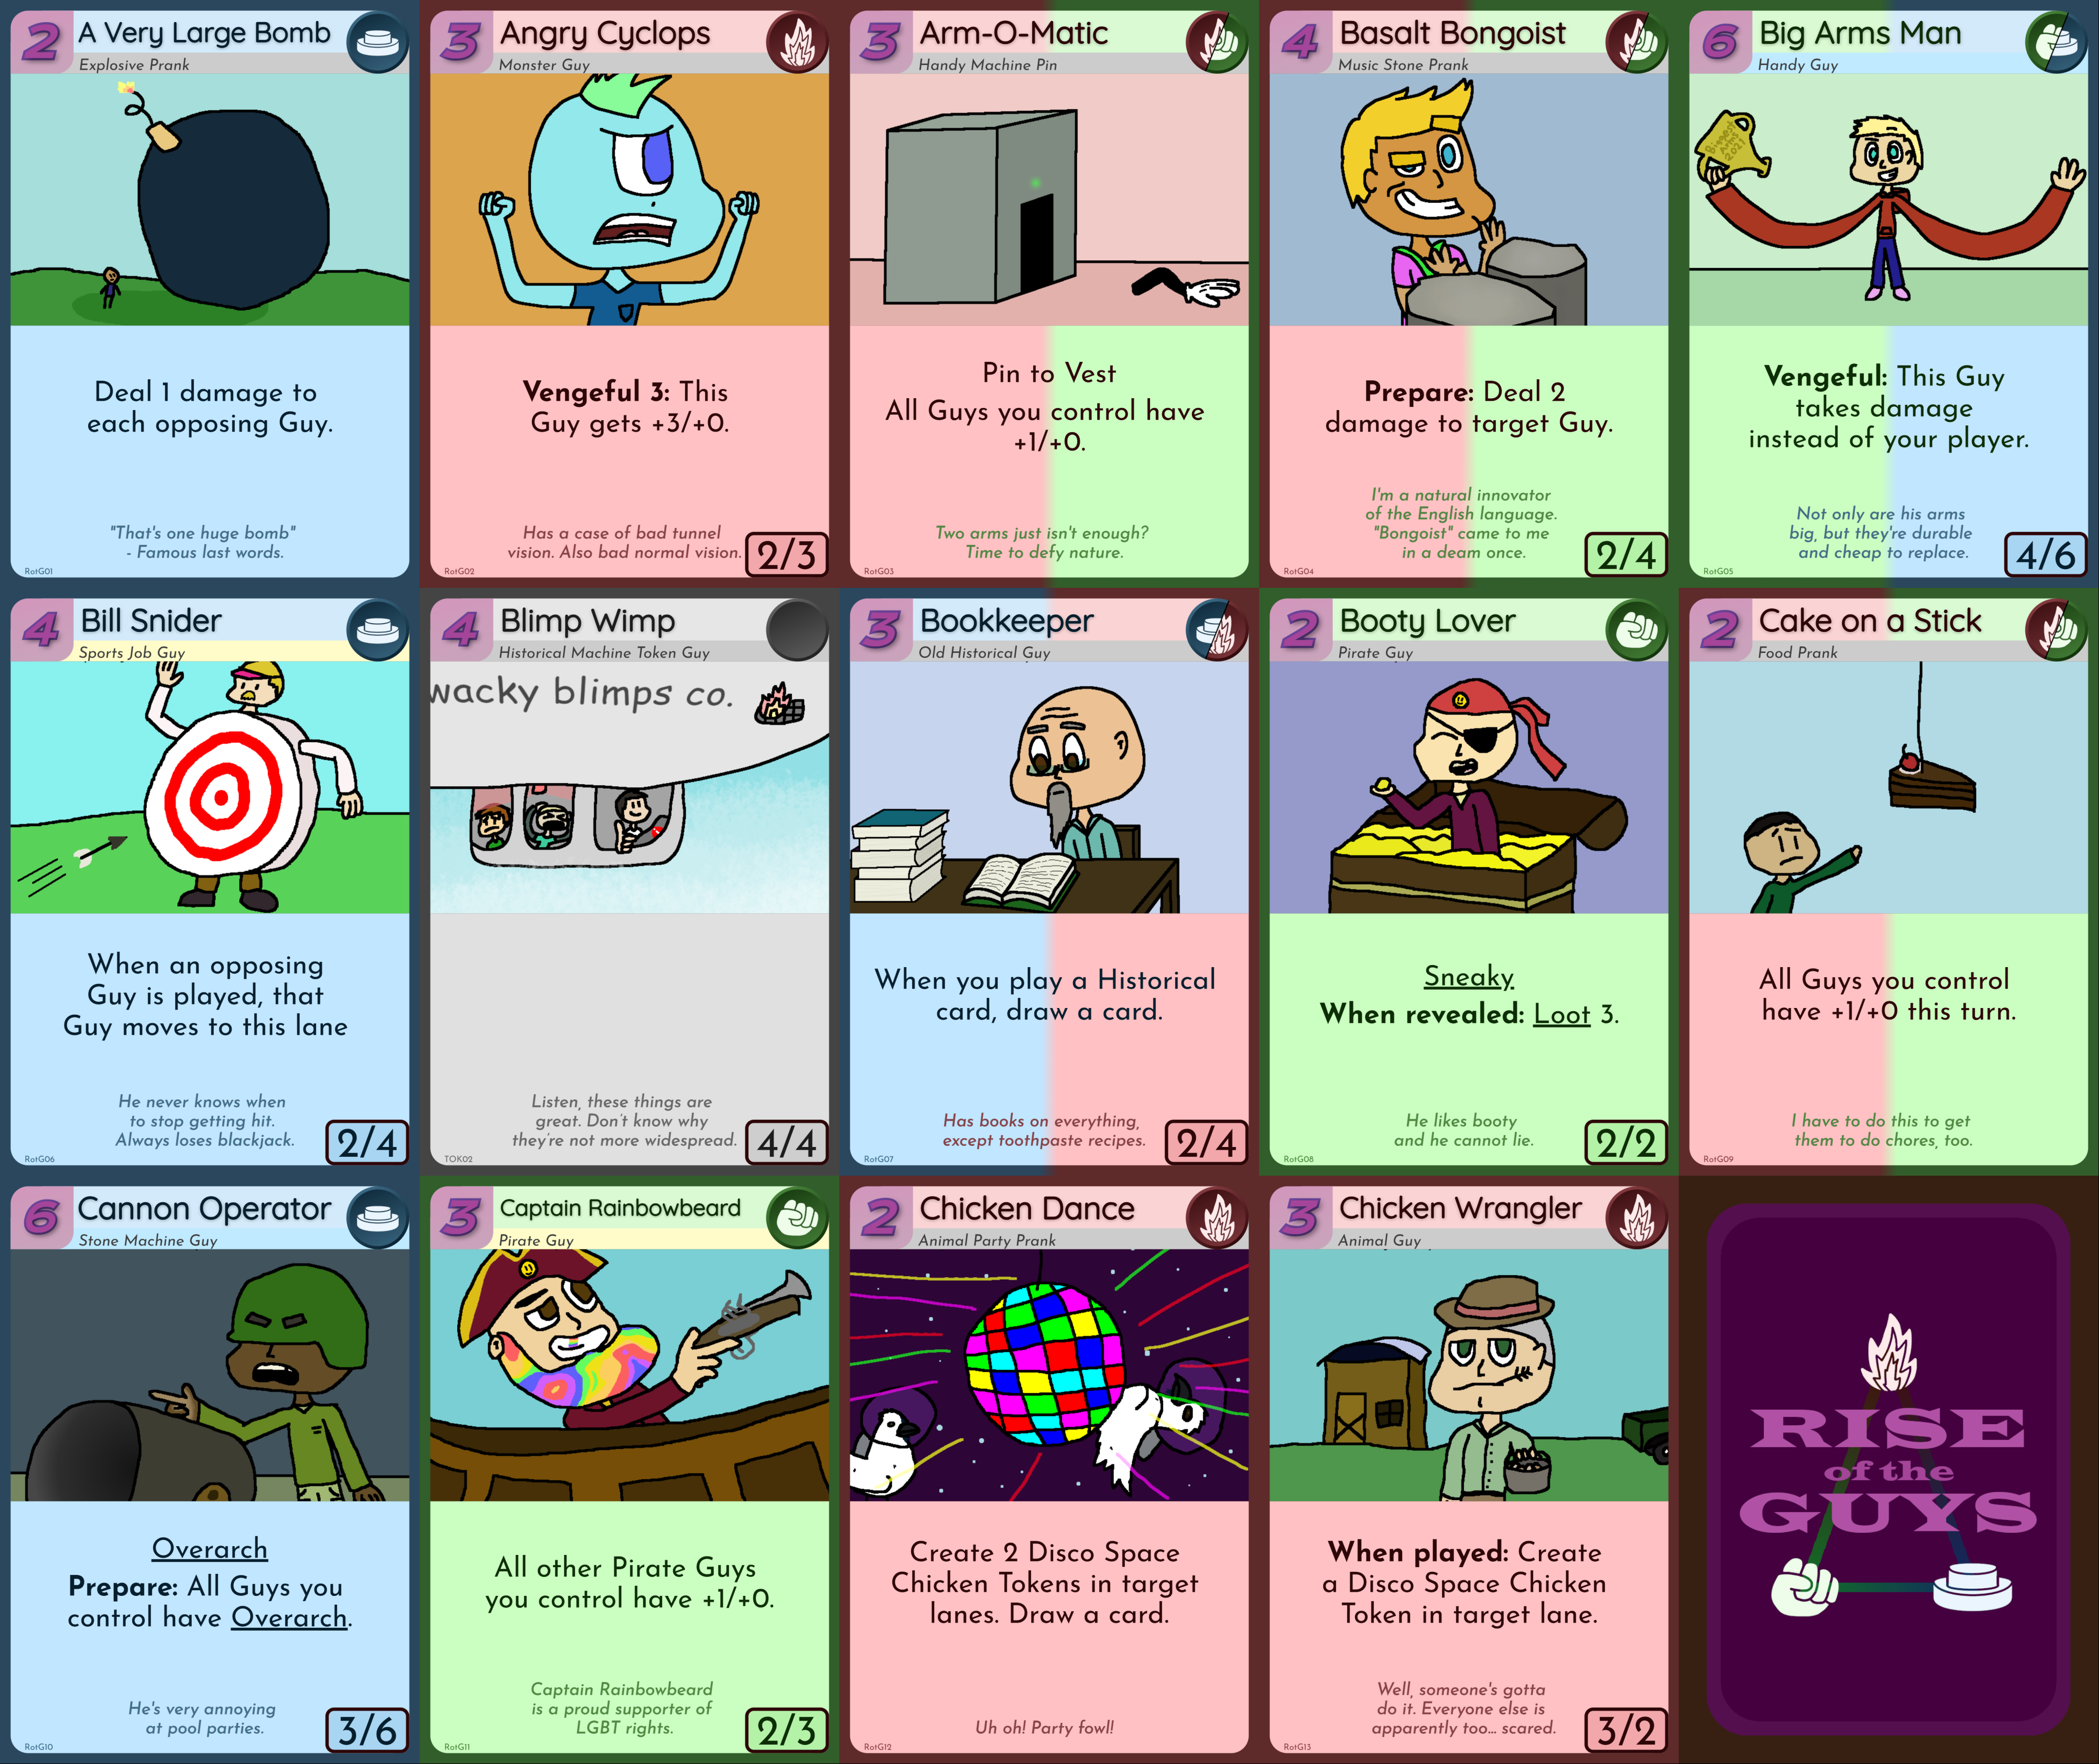 2
A Very Large Bomb
Explosive Prank
Deal 1 damage to
each opposing Guy.
"That's one huge bomb"
- Famous last words.
RotG01
3
Angry Cyclops
Monster Guy
Vengeful 3: This
Guy gets +3/+0.
Has a case of bad tunnel
vision. Also bad normal vision.
2/3
RotG02
3
Arm-O-Matic
Handy Machine Pin
Pin to Vest
All Guys you control have
+1/+0.
Two arms just isn't enough?
Time to defy nature.
RotG03
4
Basalt Bongoist
Music Stone Prank
Prepare: Deal 2
damage to target Guy.
I'm a natural innovator
of the English language.
"Bongoist" came to me
in a deam once.
2/4
RotG04
6
Big Arms Man
Handy Guy
Biggest
Arms
2021
Vengeful: This Guy
takes damage
instead of your player.
Not only are his arms
big, but they're durable
and cheap to replace.
4/6
RotG05
4
Bill Snider
Sports Job Guy
When an opposing
Guy is played, that
Guy moves to this lane
He never knows when
to stop getting hit.
Always loses blackjack.
2/4
RotG06
4
Blimp Wimp
Historical Machine Token Guy
wacky blimps co.
Listen, these things are
great. Don't know why
they're not more widespread.
4/4
TOK02
3
Bookkeeper
Old Historical Guy
When you play a Historical
card, draw a card.
Has books on everything,
except toothpaste recipes.
2/4
RotG07
2
Booty Lover
Pirate Guy
Sneaky
When revealed: Loot 3.
He likes booty
and he cannot lie.
2/2
RotG08
2
Cake on a Stick
Food Prank
All Guys you control
have +1/+0 this turn.
I have to do this to get
them to do chores, too.
RotG09
6
Cannon Operator
Stone Machine Guy
Overarch
Prepare: All Guys you
control have Overarch.
He's very annoying
at pool parties.
3/6
RotG10
3
Captain Rainbowbeard
Pirate Guy
All other Pirate Guys
you control have +1/+0.
Captain Rainbowbeard
is a proud supporter of
LGBT rights.
2/3
RotG11
2
Chicken Dance
Animal Party Prank
Create 2 Disco Space
Chicken Tokens in target
lanes. Draw a card.
Uh oh! Party fowl!
RotG12
3
Chicken Wrangler
Animal Guy
When played: Create
a Disco Space Chicken
Token in target lane.
Well, someone's gotta
do it. Everyone else is
apparently too... scared.
3/2
RotG13
RISE
of the
GUYS